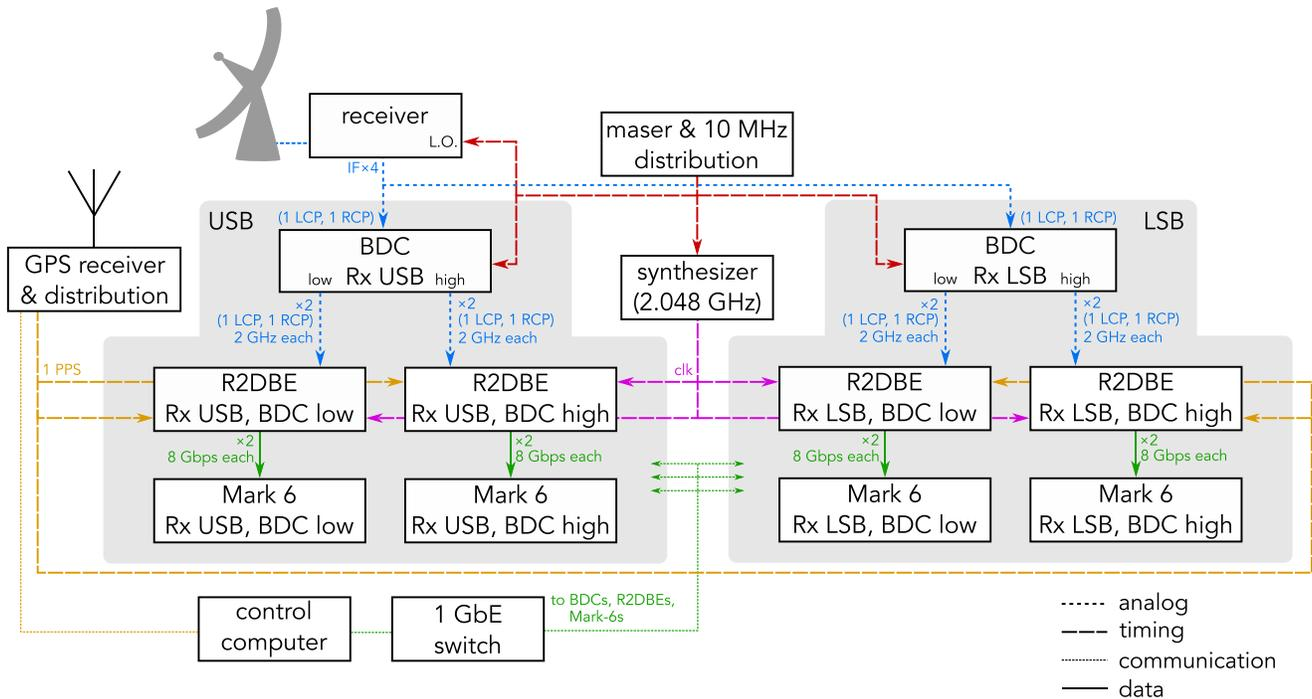 receiver
L.O.
maser & 10 MHz
distribution
IF×4
USB
(1 LCP, 1 RCP)
(1 LCP, 1 RCP)
LSB
BDC
low Rx USB high
BDC
low Rx LSB high
GPS receiver
& distribution
synthesizer
(2.048 GHz)
×2
(1 LCP, 1 RCP)
2 GHz each
×2
(1 LCP, 1 RCP)
2 GHz each
×2
(1 LCP, 1 RCP)
2 GHz each
×2
(1 LCP, 1 RCP)
2 GHz each
1 PPS
clk
R2DBE
Rx USB, BDC low
R2DBE
Rx USB, BDC high
R2DBE
Rx LSB, BDC low
R2DBE
Rx LSB, BDC high
×2
8 Gbps each
×2
8 Gbps each
×2
8 Gbps each
×2
8 Gbps each
Mark 6
Rx USB, BDC low
Mark 6
Rx USB, BDC high
Mark 6
Rx LSB, BDC low
Mark 6
Rx LSB, BDC high
control
computer
1 GbE
switch
to BDCs, R2DBEs,
Mark-6s
analog
timing
communication
data